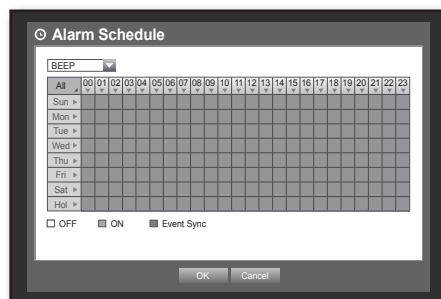 Alarm Schedule
BEEP
All 00 01 02 03 04 05 06 07 08 09 10 11 12 13 14 15 16 17 18 19 20 21 22 23
Sun
Mon
Tue
Wed
Thu
Fri
Sat
Hol
OFF ON Event Sync
OK Cancel